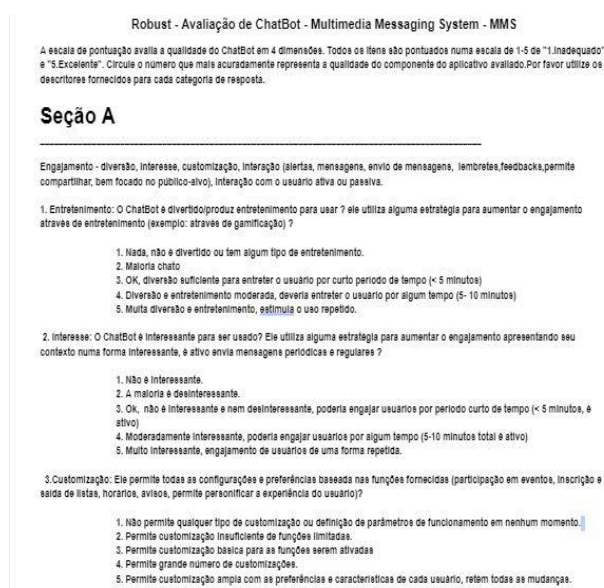 Robust - Avaliação de ChatBot - Multimedia Messaging System - MMS
A escala de pontuação avalia a qualidade do ChatBot em 4 dimensões. Todos os itens são pontuados numa escala de 1-5 de "1.Inadequado"
e "5.Excelente". Circule o número que mais acuradamente representa a qualidade do componente do aplicativo avaliado.Por favor utilize os
descritores fornecidos para cada categoria de resposta.
Seção A
Engajamento - diversão, interesse, customização, interação (alertas, mensagens, envio de mensagens, lembretes,feedbacks,permite
compartilhar, bem focado no público-alvo), interação com o usuário ativa ou passiva.
1. Entretenimento: O ChatBot é divertido/produz entretenimento para usar ? ele utiliza alguma estratégia para aumentar o engajamento
através de entretenimento (exemplo: através de gamificação) ?
1. Nada, não é divertido ou tem algum tipo de entretenimento.
2. Maioria chato
3. OK, diversão suficiente para entreter o usuário por curto periodo de tempo (< 5 minutos)
4. Diversão e entretenimento moderada, deveria entreter o usuário por algum tempo (5- 10 minutos)
5. Muita diversão e entretenimento, estimula o uso repetido.
2. Interesse: O ChatBot é interessante para ser usado? Ele utiliza alguma estratégia para aumentar o engajamento apresentando seu
contexto numa forma interessante, é ativo envia mensagens periódicas e regulares ?
1. Não é interessante.
2. A maioria é desinteressante.
3. Ok, não é interessante e nem desinteressante, poderia engajar usuários por periodo curto de tempo (< 5 minutos, é
ativo)
4. Moderadamente interessante, poderia engajar usuarios por algum tempo (5-10 minutos total é ativo)
5. Muito interessante, engajamento de usuários de uma forma repetida.
3.Customização: Ele permite todas as configurações e preferências baseada nas funções fornecidas (participação em eventos, inscrição e
saida de listas, horários, avisos, permite personificar a experiência do usuário)?
1. Não permite qualquer tipo de customização ou definição de parâmetros de funcionamento em nenhum momento.
2. Permite customização insuficiente de funções limitadas.
3. Permite customização básica para as funções serem ativadas
4. Permite grande número de customizações.
5. Permite customização ampla com as preferências e caracteristicas de cada usuário, retém todas as mudanças.